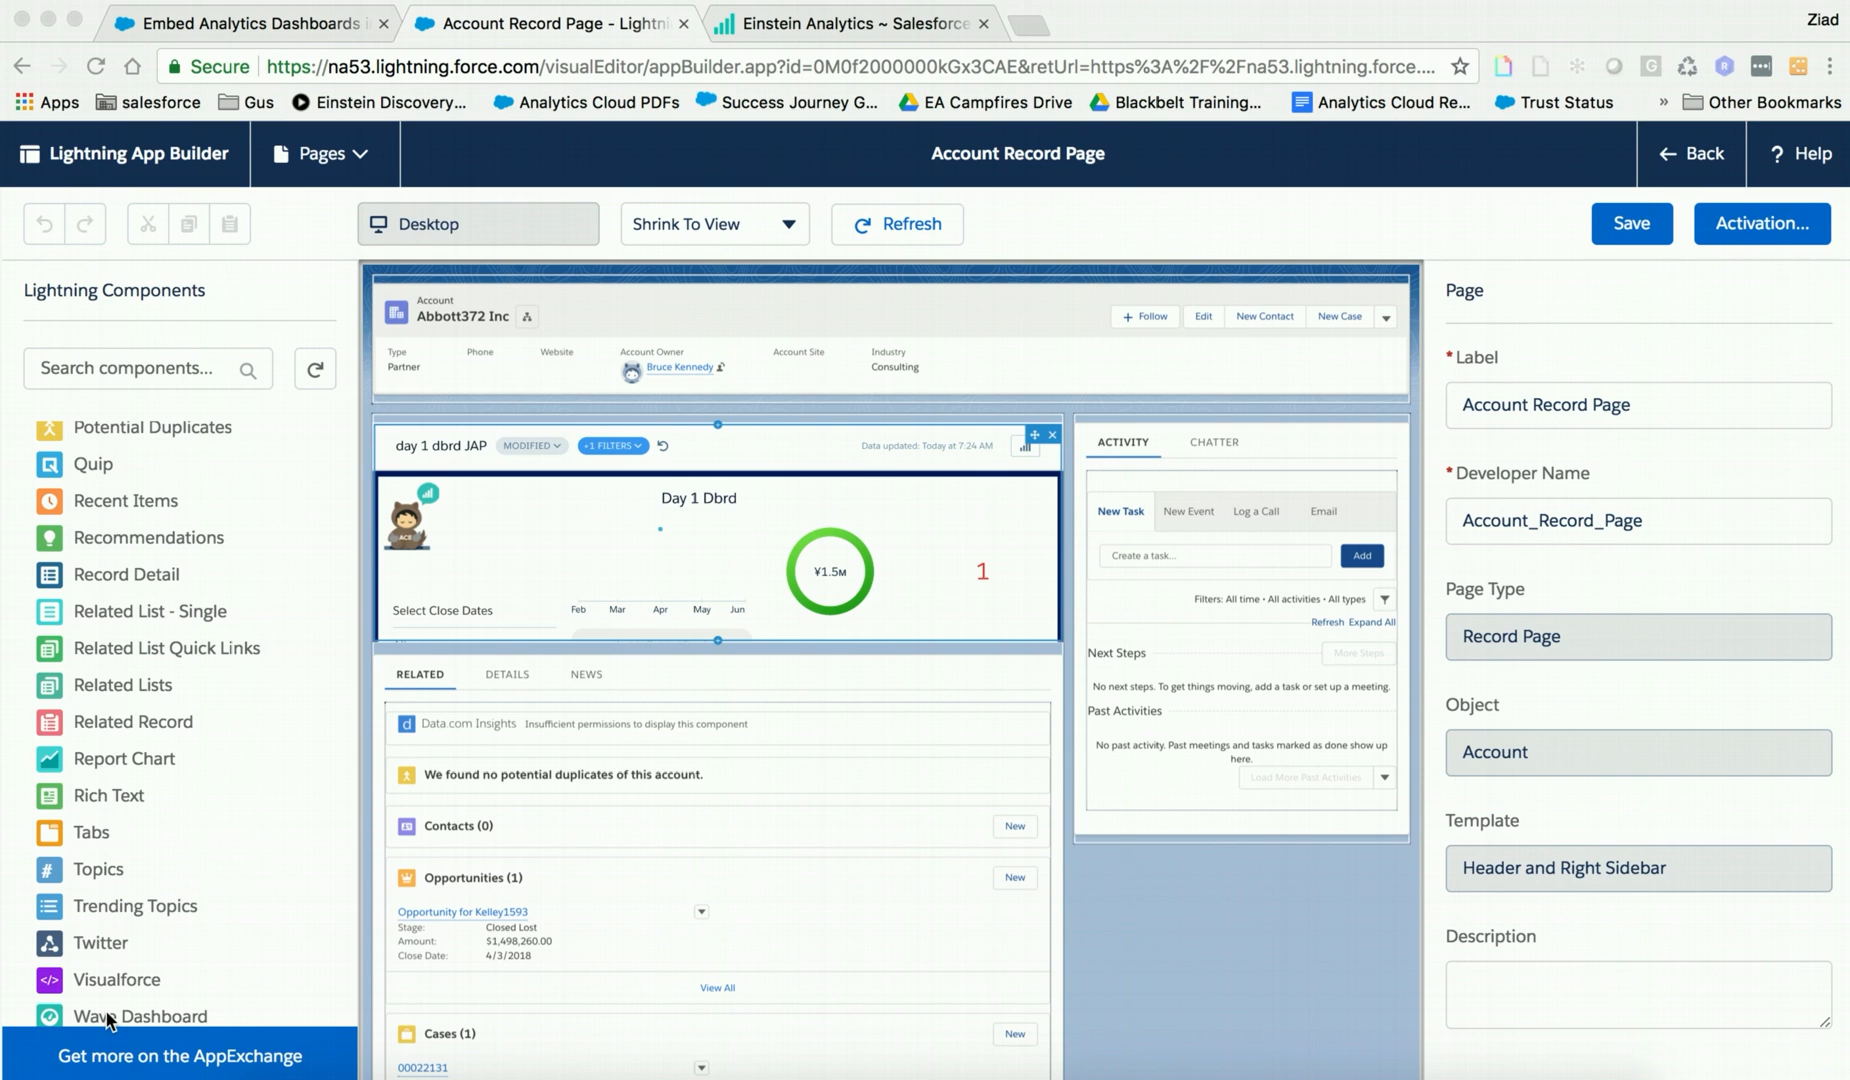 Embed Analytics Dashboards i
Account Record Page - Lightni
Einstein Analytics ~ Salesforce
Ziad
Secure
https://na53.lightning.force.com/visualEditor/appBuilder.app?id=0M0f2000000kGx3CAE&retUrl=https%3A%2F%2Fna53.lightning.force....
Apps
salesforce
Gus
Einstein Discovery...
Analytics Cloud PDFs
Success Journey G...
EA Campfires Drive
Blackbelt Training...
Analytics Cloud Re...
Trust Status
»
Other Bookmarks
Lightning App Builder
Pages
Account Record Page
Back
? Help
Desktop
Shrink To View
Refresh
Save
Activation...
Lightning Components
Search components...
Potential Duplicates
Quip
Recent Items
Recommendations
Record Detail
Related List - Single
Related List Quick Links
Related Lists
Related Record
Report Chart
Rich Text
Tabs
# Topics
Trending Topics
Twitter
</> Visualforce
Wave Dashboard
Get more on the AppExchange
Account
Abbott372 Inc
+ Follow
Edit
New Contact
New Case
Type
Partner
Phone
Website
Account Owner
Bruce Kennedy
Account Site
Industry
Consulting
day 1 dbrd JAP
MODIFIED
+1 FILTERS
Data updated: Today at 7:24 AM
ACE
Day 1 Dbrd
¥1.5M
1
Select Close Dates
Feb
Mar
Apr
May
Jun
RELATED
DETAILS
NEWS
d
Data.com Insights
Insufficient permissions to display this component
We found no potential duplicates of this account.
Contacts (0)
New
Opportunities (1)
New
Opportunity for Kelley1593
Stage: Closed Lost
Amount: $1,498,260.00
Close Date: 4/3/2018
View All
Cases (1)
New
00022131
ACTIVITY
CHATTER
New Task
New Event
Log a Call
Email
Create a task...
Add
Filters: All time • All activities • All types
Refresh Expand All
Next Steps
More Steps
No next steps. To get things moving, add a task or set up a meeting.
Past Activities
No past activity. Past meetings and tasks marked as done show up
here.
Load More Past Activities
Page
* Label
Account Record Page
* Developer Name
Account_Record_Page
Page Type
Record Page
Object
Account
Template
Header and Right Sidebar
Description